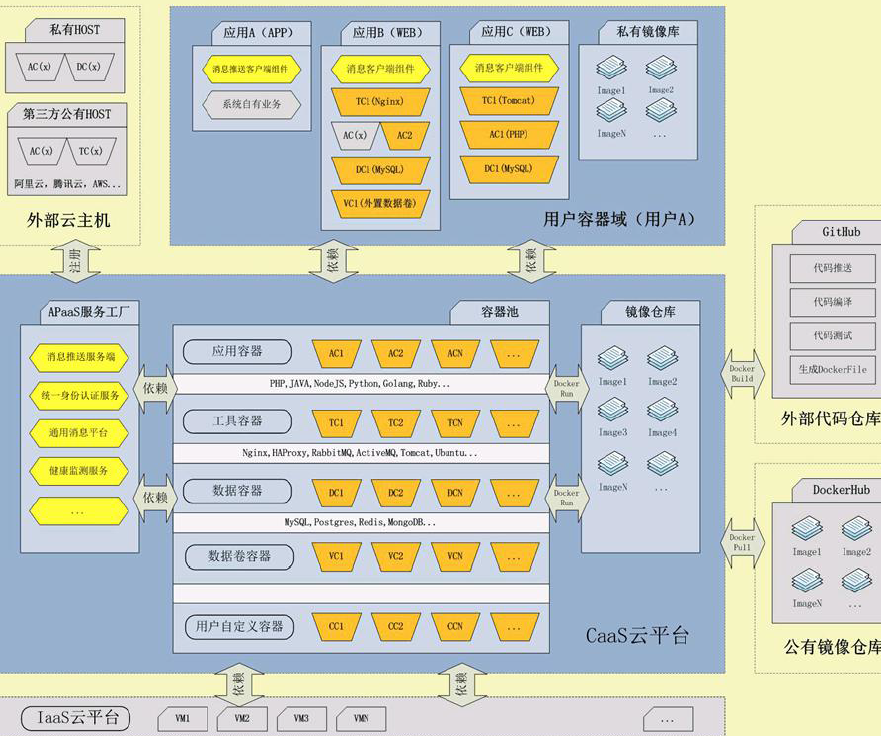 私有HOST
AC(x)
DC(x)
第三方公有HOST
AC(x)
TC(x)
阿里云，腾讯云，AWS...
外部云主机
应用A（APP）
消息推送客户端组件
系统自有业务
应用B（WEB）
消息客户端组件
TC1(Nginx)
AC(x)
AC2
DC1(MySQL)
VC1(外置数据卷)
应用C（WEB）
消息客户端组件
TC1(Tomcat)
AC1(PHP)
DC1(MySQL)
私有镜像库
Image1
Image2
ImageN
...
用户容器域（用户A）
注册
依赖
依赖
APaaS服务工厂
消息推送服务端
统一身份认证服务
通用消息平台
健康监测服务
...
依赖
依赖
容器池
应用容器
AC1
AC2
ACN
...
PHP,JAVA,NodeJS,Python,Golang,Ruby...
工具容器
TC1
TC2
TCN
...
Nginx,HAProxy,RabbitMQ,ActiveMQ,Tomcat,Ubuntu...
数据容器
DC1
DC2
DCN
...
MySQL,Postgres,Redis,MongoDB...
数据卷容器
VC1
VC2
VCN
...
用户自定义容器
CC1
CC2
CCN
...
Docker
Run
Docker
Run
镜像仓库
Image1
Image2
Image3
Image4
ImageN
...
CaaS云平台
Docker
Build
Docker
Pull
GitHub
代码推送
代码编译
代码测试
生成DockerFile
外部代码仓库
DockerHub
Image1
Image2
ImageN
...
公有镜像仓库
依赖
依赖
IaaS云平台
VM1
VM2
VM3
VMN
...